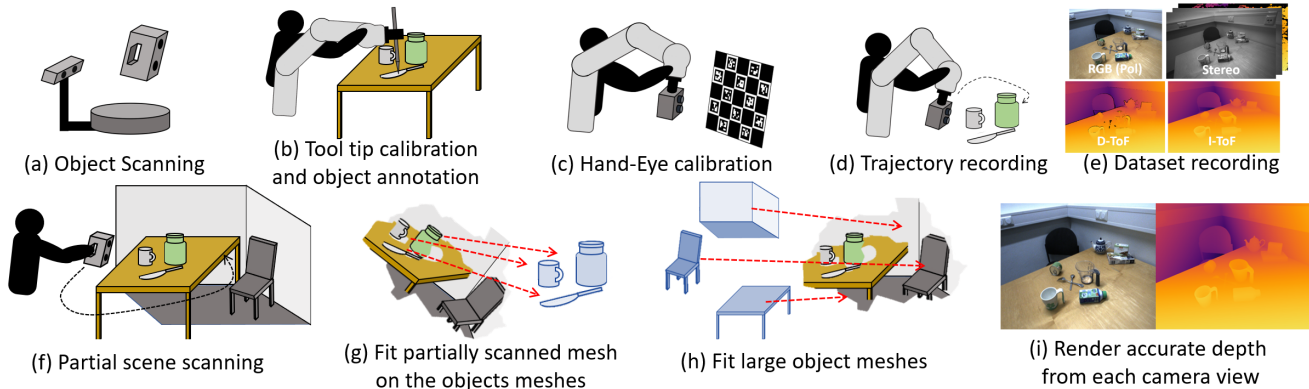 RGB (Pol)
Stereo
D-ToF
I-ToF
(a) Object Scanning
(b) Tool tip calibration
and object annotation
(c) Hand-Eye calibration
(d) Trajectory recording
(e) Dataset recording
(f) Partial scene scanning
(g) Fit partially scanned mesh
on the objects meshes
(h) Fit large object meshes
(i) Render accurate depth
from each camera view